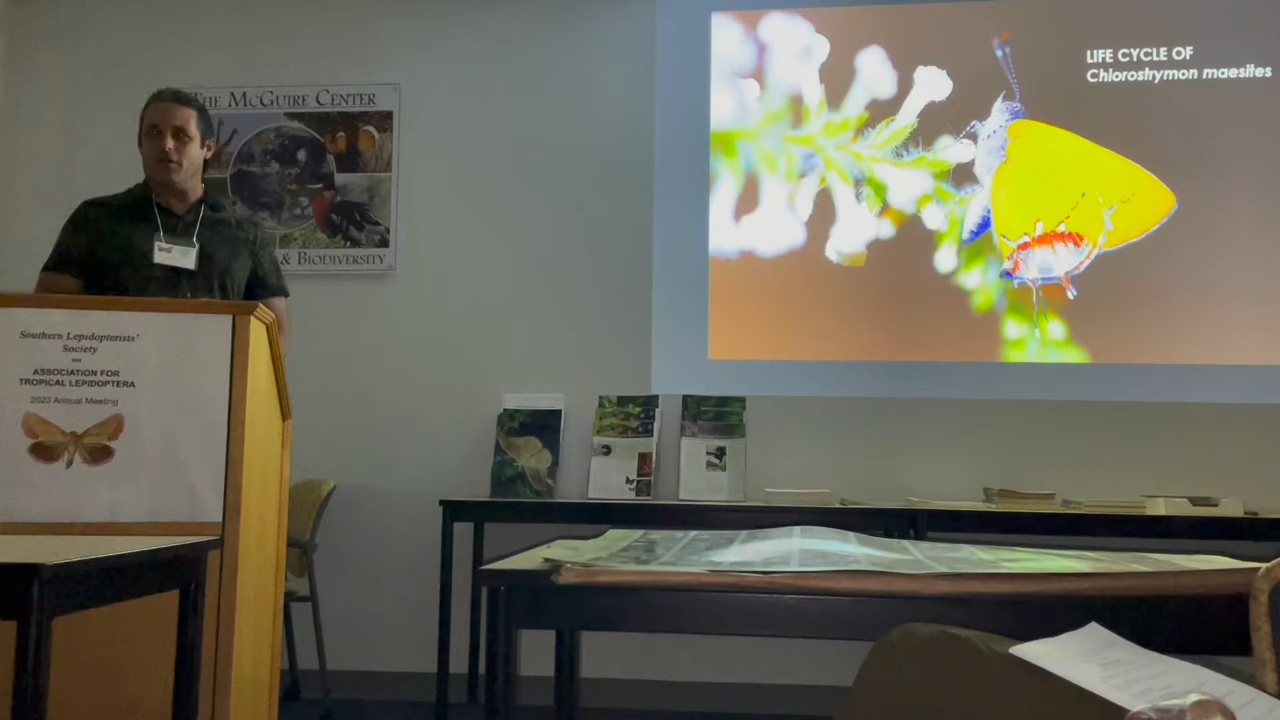 THE MCGUIRE CENTER
& BIODIVERSITY
LIFE CYCLE OF
Chlorostrymon maesites
Southern Lepidopterists'
Society
and
ASSOCIATION FOR
TROPICAL LEPIDOPTERA
2023 Annual Meeting